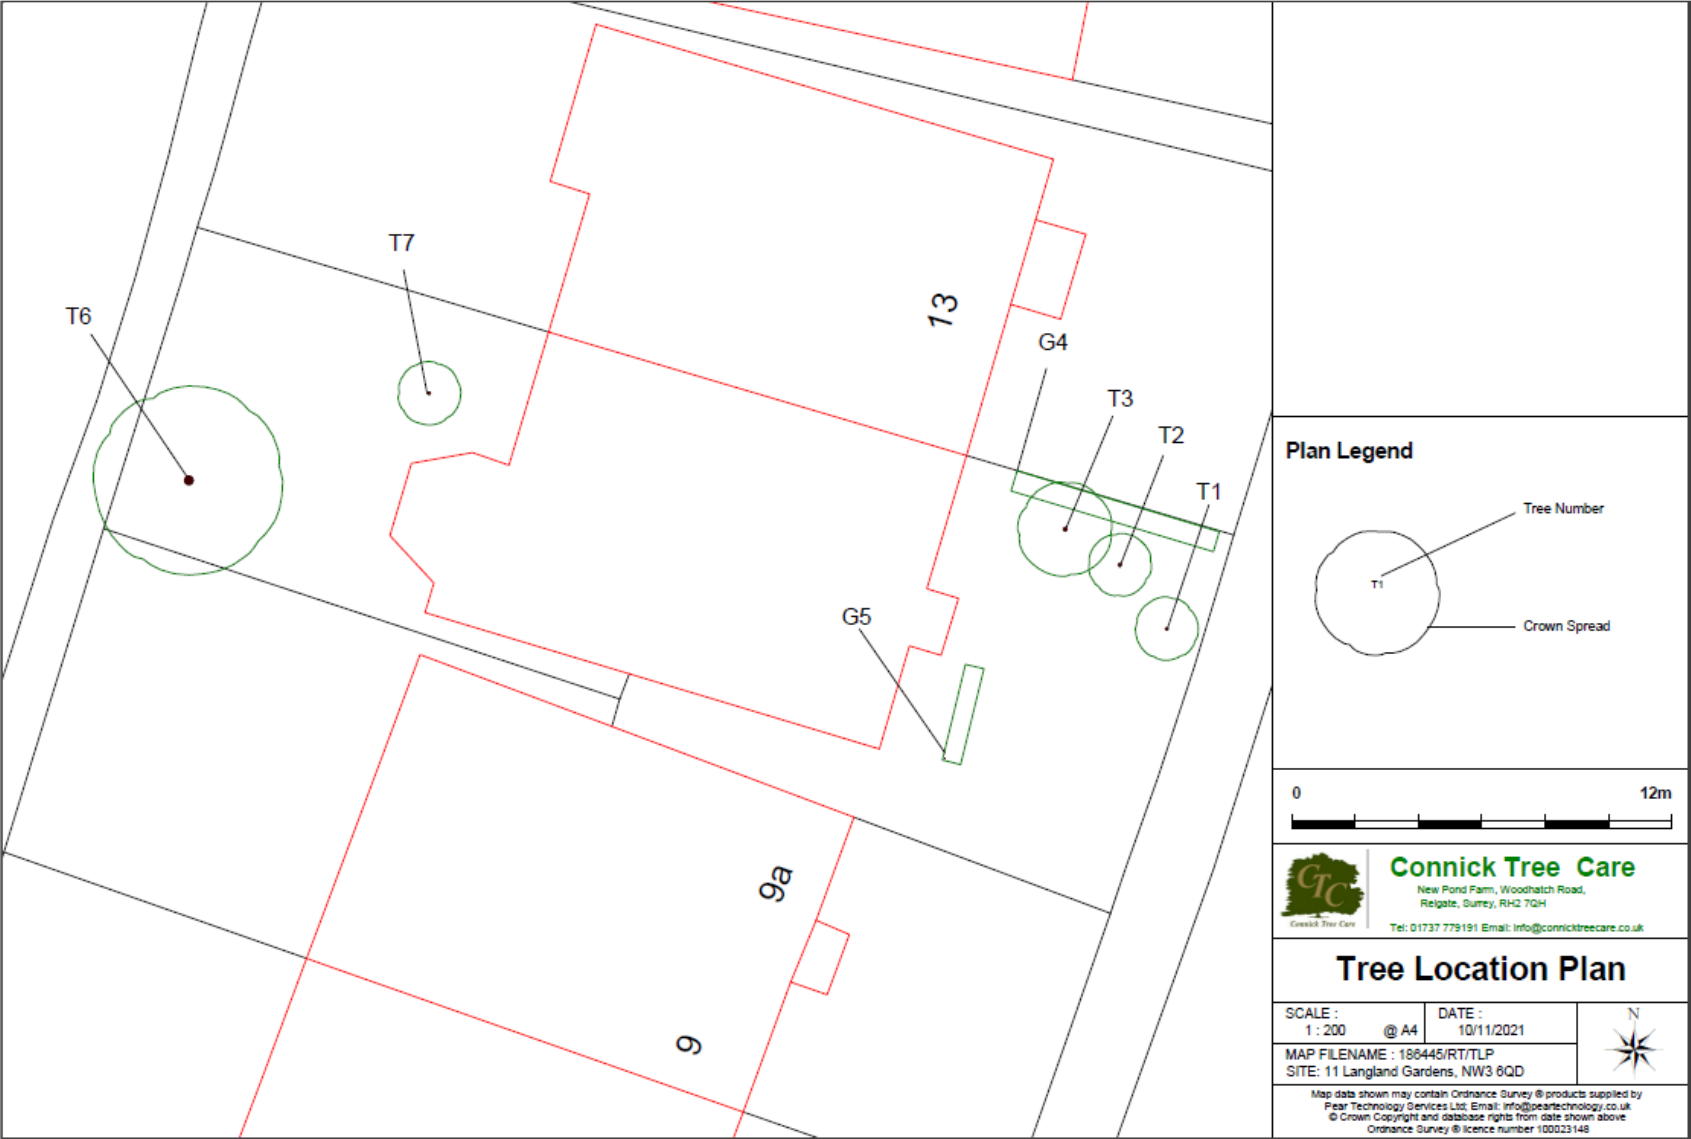 T7
T6
13
G4
T3
T2
T1
G5
9a
9
Plan Legend
Tree Number
T1
Crown Spread
0 12m
CTC
Connick Tree Care
Connick Tree Care
New Pond Farm, Woodhatch Road,
Reigate, Surrey, RH2 7QH
Tel: 01737 779191 Email: info@connicktreecare.co.uk
Tree Location Plan
SCALE :
1 : 200 @ A4
DATE :
10/11/2021
N
MAP FILENAME : 186445/RT/TLP
SITE: 11 Langland Gardens, NW3 6QD
Map data shown may contain Ordnance Survey ® products supplied by
Pear Technology Services Ltd; Email: info@peartechnology.co.uk
© Crown Copyright and database rights from date shown above
Ordnance Survey ® licence number 100023148